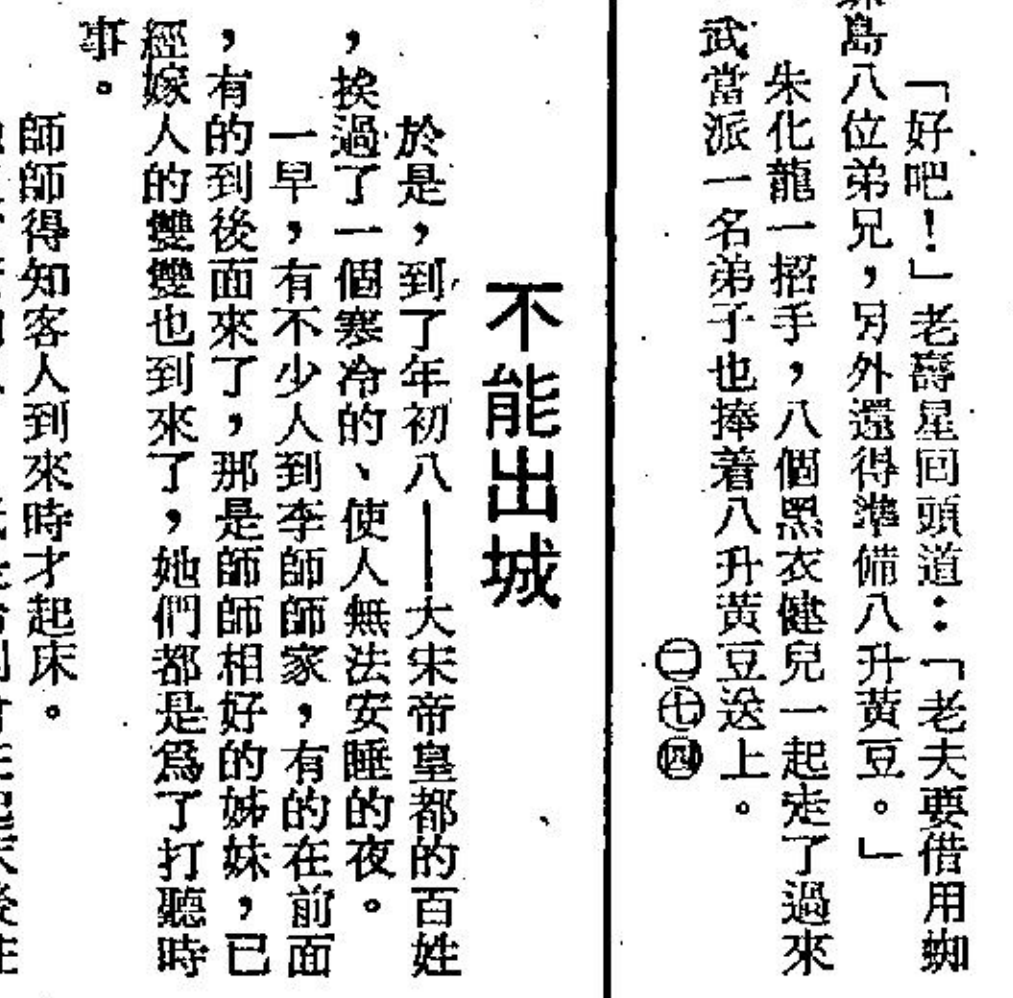 「好吧！」老壽星回頭道：「老夫要借用蜘
島八位弟兄，另外還得準備八升黃豆。」
朱化龍一招手，八個黑衣健兒一起走了過來
武當派一名弟子也捧着八升黃豆送上。
㊁㊆㊃
不能出城
於是，到了年初八——大宋帝皇都的百姓
，挨過了一個寒冷的、使人無法安睡的夜。
一早，有不少人到李師師家，有的在前面
，有的到後面來了，那是師師相好的姊妹，已
經嫁人的雙雙也到來了，她們都是爲了打聽時
事。
師師得知客人到來時才起床。